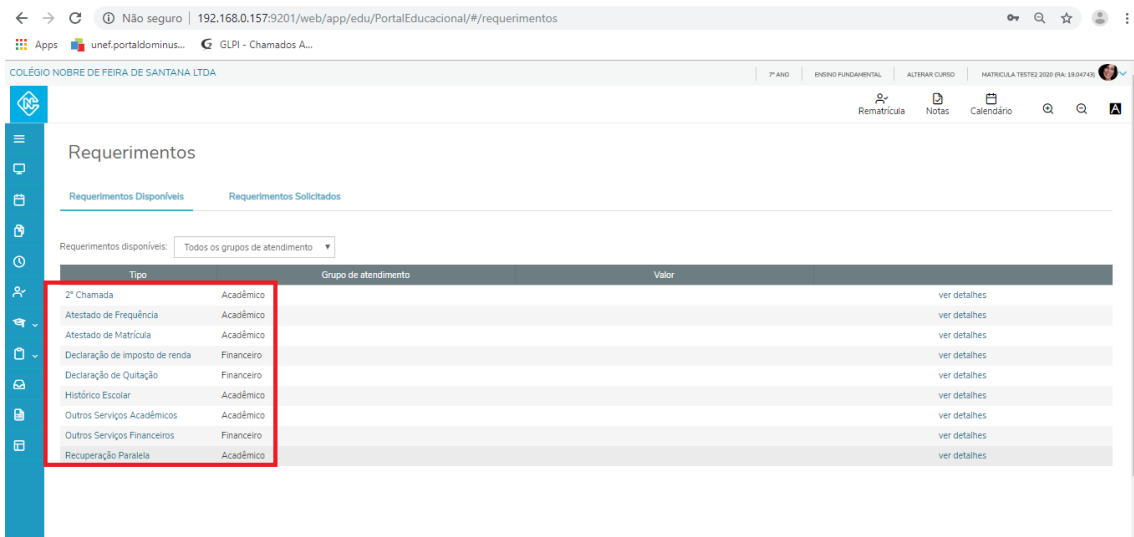 Não seguro | 192.168.0.157:9201/web/app/edu/PortalEducacional/#/requerimentos
Apps unef.portaldominus... GLPI - Chamados A...
COLÉGIO NOBRE DE FEIRA DE SANTANA LTDA 7º ANO ENSINO FUNDAMENTAL ALTERAR CURSO MATRICULA TESTE2 2020 (RA: 19.04743)
Rematrícula Notas Calendário A
Requerimentos
Requerimentos Disponíveis Requerimentos Solicitados
Requerimentos disponíveis: Todos os grupos de atendimento
Tipo Grupo de atendimento Valor
2ª Chamada Acadêmico ver detalhes
Atestado de Frequência Acadêmico ver detalhes
Atestado de Matrícula Acadêmico ver detalhes
Declaração de imposto de renda Financeiro ver detalhes
Declaração de Quitação Financeiro ver detalhes
Histórico Escolar Acadêmico ver detalhes
Outros Serviços Acadêmicos Acadêmico ver detalhes
Outros Serviços Financeiros Financeiro ver detalhes
Recuperação Paralela Acadêmico ver detalhes